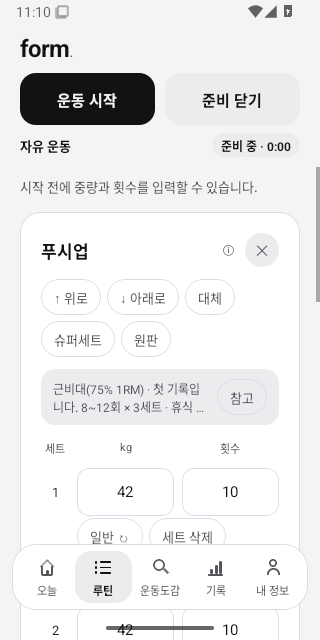 11:10
form.
운동 시작
준비 닫기
자유 운동
준비 중 · 0:00
시작 전에 중량과 횟수를 입력할 수 있습니다.
푸시업
↑ 위로
↓ 아래로
대체
슈퍼세트
원판
근비대(75% 1RM) · 첫 기록입
니다. 8~12회 × 3세트 · 휴식 ...
참고
세트
kg
횟수
1
42
10
일반
세트 삭제
오늘
루틴
운동도감
기록
내 정보
2
42
10